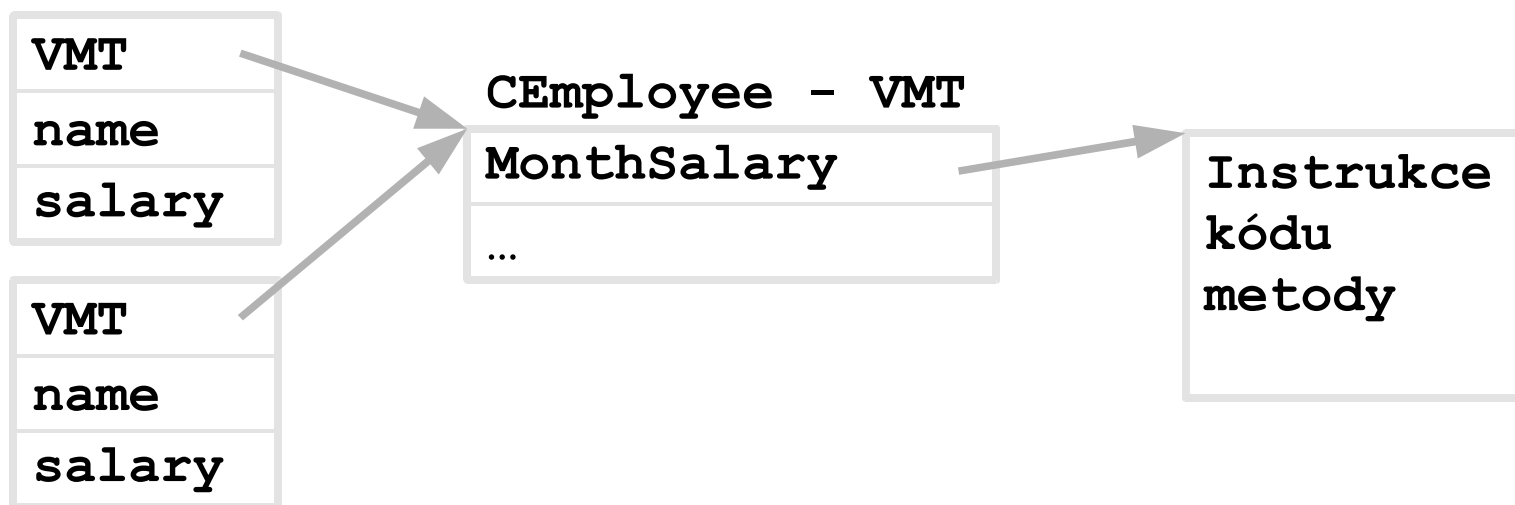 VMT
name
salary
VMT
name
salary
CEmployee - VMT
MonthSalary
…
Instrukce
kódu
metody